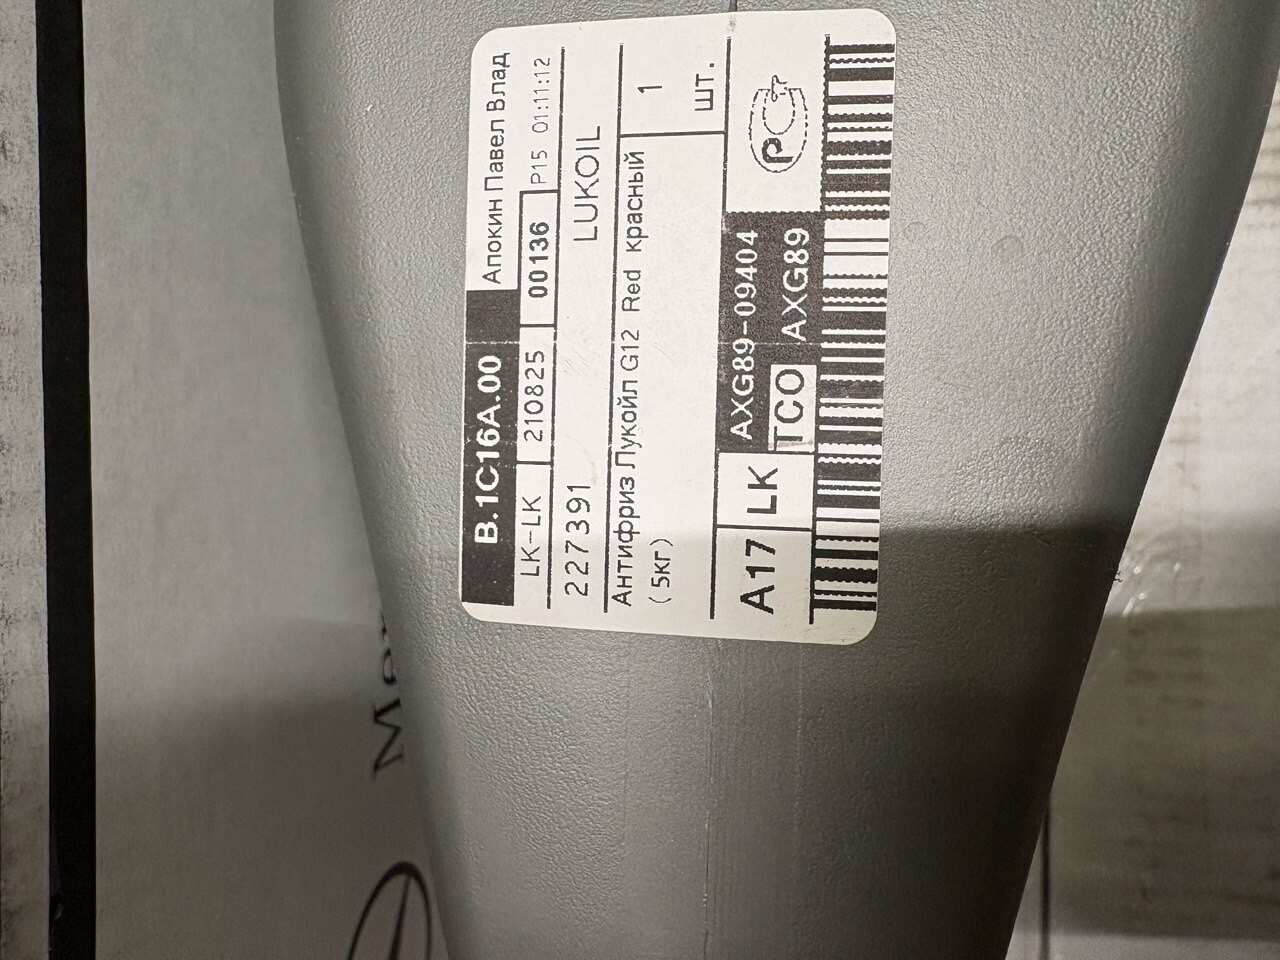 B.1C16A.00 Апокин Павел Влад
LK-LK 210825 00136 P15 01:11:12
227391 LUKOIL
Антифриз Лукойл G12 Red красный 1
(5кг) шт.
A17 LK AXG89-09404
TCO AXG89
РСТ